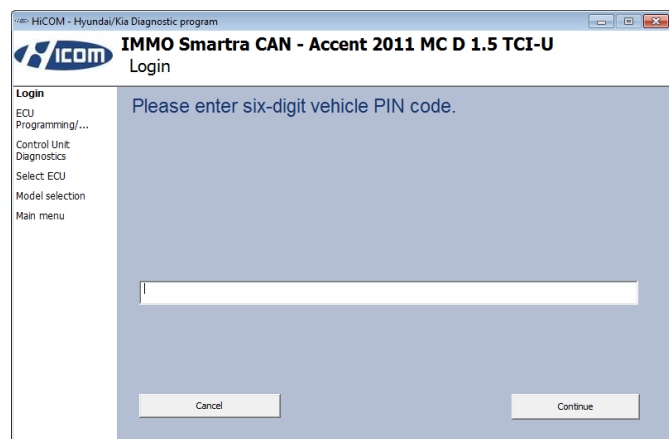 HiCOM - Hyundai/Kia Diagnostic program
HICOM
IMMO Smartra CAN - Accent 2011 MC D 1.5 TCI-U
Login
Login
ECU
Programming/...
Control Unit
Diagnostics
Select ECU
Model selection
Main menu
Please enter six-digit vehicle PIN code.
Cancel
Continue